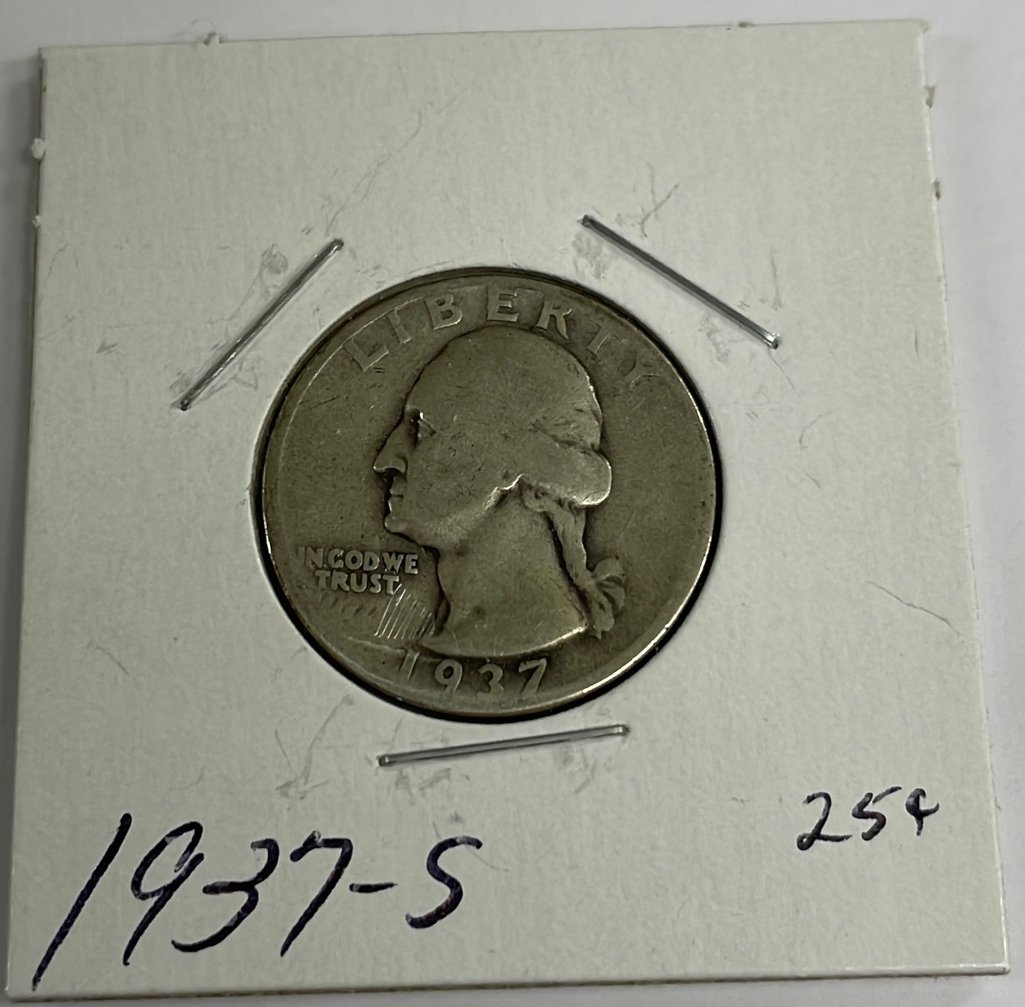 LIBERTY
IN GOD WE
TRUST
1937
1937-S
25¢